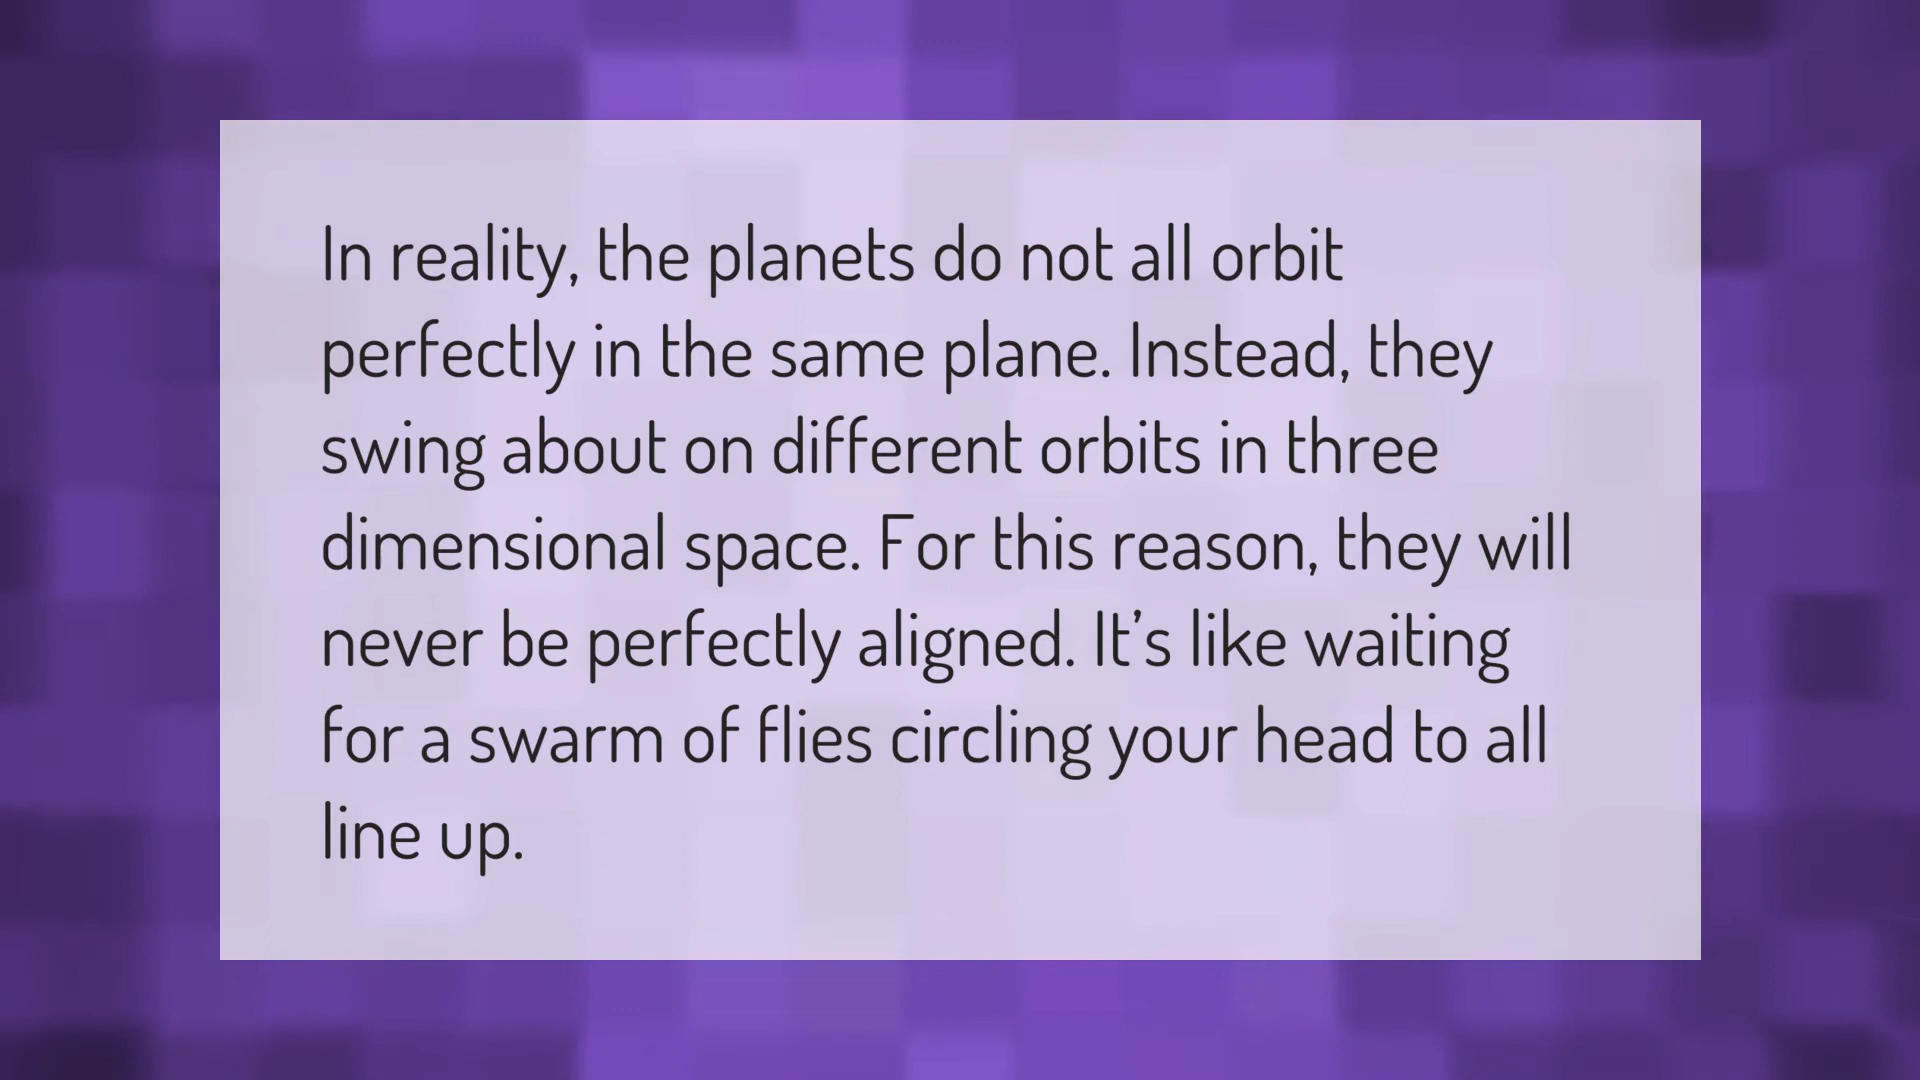 In reality, the planets do not all orbit
perfectly in the same plane. Instead, they
swing about on different orbits in three
dimensional space. For this reason, they will
never be perfectly aligned. It’s like waiting
for a swarm of flies circling your head to all
line up.